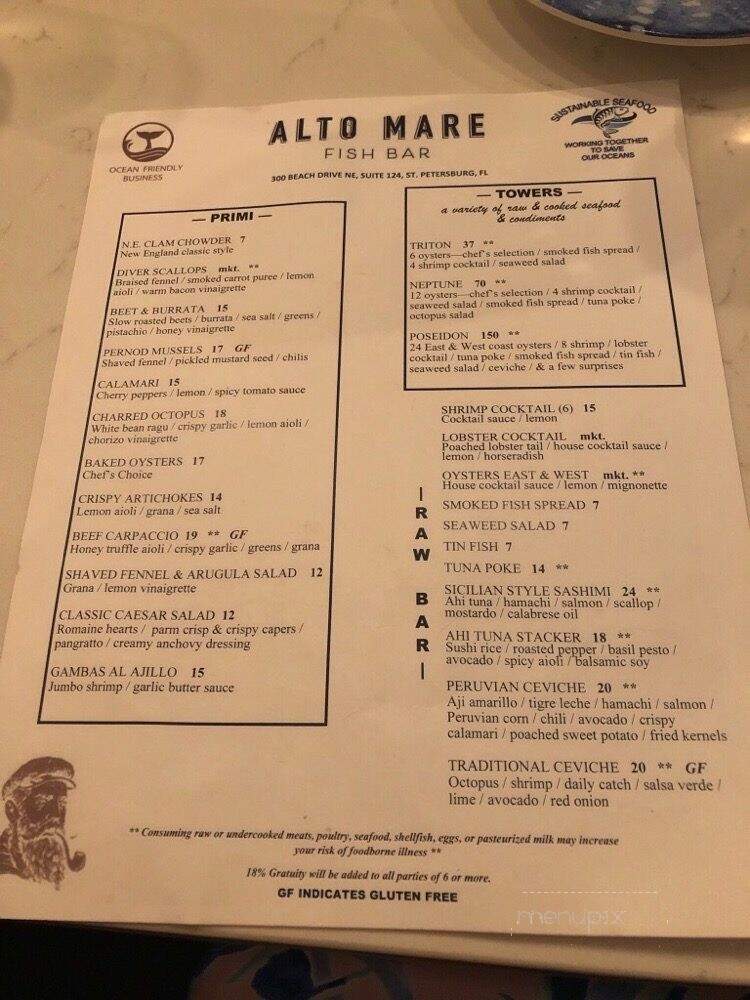 OCEAN FRIENDLY
BUSINESS
ALTO MARE
FISH BAR
300 BEACH DRIVE NE, SUITE 124, ST. PETERSBURG, FL
SUSTAINABLE SEAFOOD
WORKING TOGETHER
TO SAVE
OUR OCEANS
— PRIMI —
N.E. CLAM CHOWDER 7
New England classic style
DIVER SCALLOPS mkt. **
Braised fennel / smoked carrot puree / lemon
aioli / warm bacon vinaigrette
BEET & BURRATA 15
Slow roasted beets / burrata / sea salt / greens /
pistachio / honey vinaigrette
PERNOD MUSSELS 17 GF
Shaved fennel / pickled mustard seed / chilis
CALAMARI 15
Cherry peppers / lemon / spicy tomato sauce
CHARRED OCTOPUS 18
White bean ragu / crispy garlic / lemon aioli /
chorizo vinaigrette
BAKED OYSTERS 17
Chef's Choice
CRISPY ARTICHOKES 14
Lemon aioli / grana / sea salt
BEEF CARPACCIO 19 ** GF
Honey truffle aioli / crispy garlic / greens / grana
SHAVED FENNEL & ARUGULA SALAD 12
Grana / lemon vinaigrette
CLASSIC CAESAR SALAD 12
Romaine hearts / parm crisp & crispy capers /
pangratto / creamy anchovy dressing
GAMBAS AL AJILLO 15
Jumbo shrimp / garlic butter sauce
— TOWERS —
a variety of raw & cooked seafood
& condiments
TRITON 37 **
6 oysters—chef's selection / smoked fish spread /
4 shrimp cocktail / seaweed salad
NEPTUNE 70 **
12 oysters—chef's selection / 4 shrimp cocktail /
seaweed salad / smoked fish spread / tuna poke /
octopus salad
POSEIDON 150 **
24 East & West coast oysters / 8 shrimp / lobster
cocktail / tuna poke / smoked fish spread / tin fish /
seaweed salad / ceviche / & a few surprises
| RAW BAR |
SHRIMP COCKTAIL (6) 15
Cocktail sauce / lemon
LOBSTER COCKTAIL mkt.
Poached lobster tail / house cocktail sauce /
lemon / horseradish
OYSTERS EAST & WEST mkt. **
House cocktail sauce / lemon / mignonette
SMOKED FISH SPREAD 7
SEAWEED SALAD 7
TIN FISH 7
TUNA POKE 14 **
SICILIAN STYLE SASHIMI 24 **
Ahi tuna / hamachi / salmon / scallop /
mostardo / calabrese oil
AHI TUNA STACKER 18 **
Sushi rice / roasted pepper / basil pesto /
avocado / spicy aioli / balsamic soy
PERUVIAN CEVICHE 20 **
Aji amarillo / tigre leche / hamachi / salmon /
Peruvian corn / chili / avocado / crispy
calamari / poached sweet potato / fried kernels
TRADITIONAL CEVICHE 20 ** GF
Octopus / shrimp / daily catch / salsa verde /
lime / avocado / red onion
** Consuming raw or undercooked meats, poultry, seafood, shellfish, eggs, or pasteurized milk may increase
your risk of foodborne illness **
18% Gratuity will be added to all parties of 6 or more.
GF INDICATES GLUTEN FREE
menupix